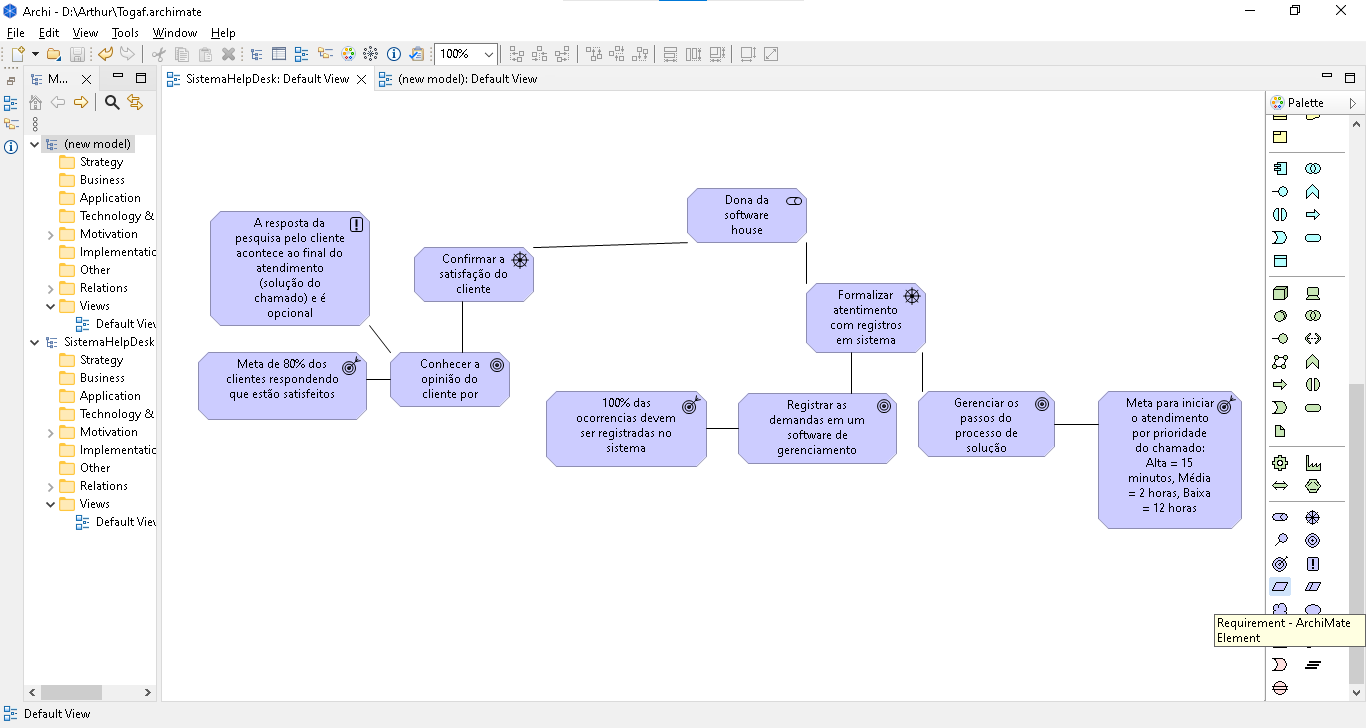 Archi - D:\Arthur\Togaf.archimate
File Edit View Tools Window Help
100%
M...
SistemaHelpDesk: Default View
(new model): Default View
(new model)
Strategy
Business
Application
Technology &
Motivation
Implementatic
Other
Relations
Views
Default Viev
SistemaHelpDesk
Strategy
Business
Application
Technology &
Motivation
Implementatic
Other
Relations
Views
Default Viev
Dona da
software
house
A resposta da
pesquisa pelo cliente
acontece ao final do
atendimento
(solução do
chamado) e é
opcional
Confirmar a
satisfação do
cliente
Formalizar
atentimento
com registros
em sistema
Meta de 80% dos
clientes respondendo
que estão satisfeitos
Conhecer a
opinião do
cliente por
100% das
ocorrencias devem
ser registradas no
sistema
Registrar as
demandas em um
software de
gerenciamento
Gerenciar os
passos do
processo de
solução
Meta para iniciar
o atendimento
por prioridade
do chamado:
Alta = 15
minutos, Média
= 2 horas, Baixa
= 12 horas
Palette
Requirement - ArchiMate
Element
Default View